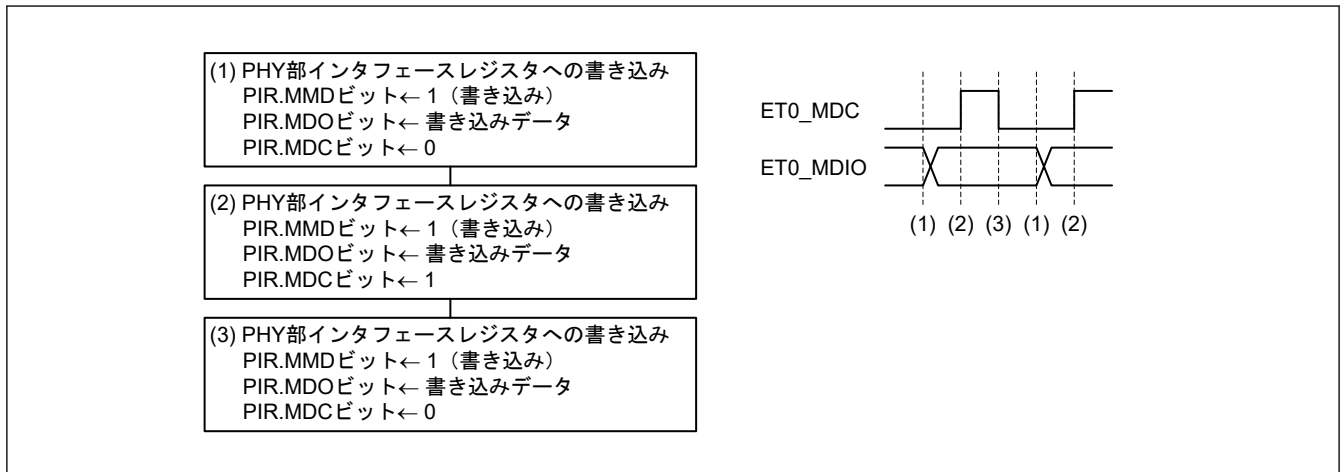 (1) PHY部インタフェースレジスタへの書き込み
PIR.MMDビット← 1（書き込み）
PIR.MDOビット← 書き込みデータ
PIR.MDCビット← 0
(2) PHY部インタフェースレジスタへの書き込み
PIR.MMDビット← 1（書き込み）
PIR.MDOビット← 書き込みデータ
PIR.MDCビット← 1
(3) PHY部インタフェースレジスタへの書き込み
PIR.MMDビット← 1（書き込み）
PIR.MDOビット← 書き込みデータ
PIR.MDCビット← 0
ET0_MDC
ET0_MDIO
(1) (2) (3) (1) (2)